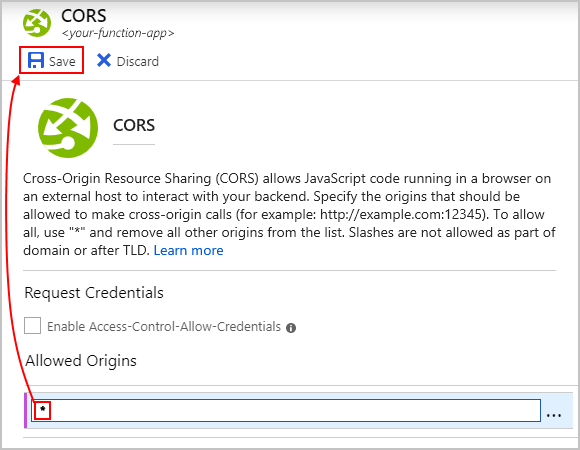 CORS
<your-function-app>
Save Discard
CORS
Cross-Origin Resource Sharing (CORS) allows JavaScript code running in a browser on
an external host to interact with your backend. Specify the origins that should be
allowed to make cross-origin calls (for example: http://example.com:12345). To allow
all, use "*" and remove all other origins from the list. Slashes are not allowed as part of
domain or after TLD. Learn more
Request Credentials
Enable Access-Control-Allow-Credentials
Allowed Origins
* ...